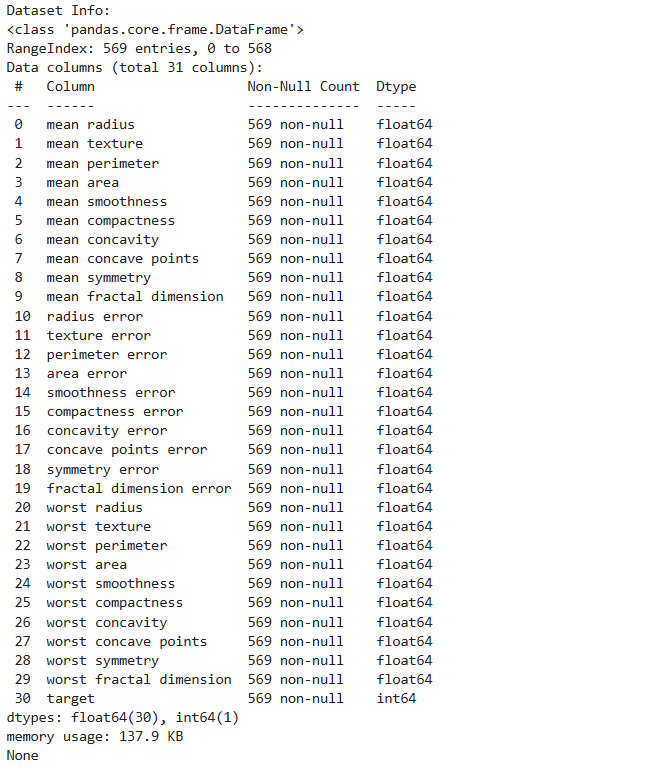 Dataset Info:
<class 'pandas.core.frame.DataFrame'>
RangeIndex: 569 entries, 0 to 568
Data columns (total 31 columns):
 #   Column                   Non-Null Count  Dtype
---  ------                   --------------  -----
 0   mean radius              569 non-null    float64
 1   mean texture             569 non-null    float64
 2   mean perimeter           569 non-null    float64
 3   mean area                569 non-null    float64
 4   mean smoothness          569 non-null    float64
 5   mean compactness         569 non-null    float64
 6   mean concavity           569 non-null    float64
 7   mean concave points      569 non-null    float64
 8   mean symmetry            569 non-null    float64
 9   mean fractal dimension   569 non-null    float64
 10  radius error             569 non-null    float64
 11  texture error            569 non-null    float64
 12  perimeter error          569 non-null    float64
 13  area error               569 non-null    float64
 14  smoothness error         569 non-null    float64
 15  compactness error        569 non-null    float64
 16  concavity error          569 non-null    float64
 17  concave points error     569 non-null    float64
 18  symmetry error           569 non-null    float64
 19  fractal dimension error  569 non-null    float64
 20  worst radius             569 non-null    float64
 21  worst texture            569 non-null    float64
 22  worst perimeter          569 non-null    float64
 23  worst area               569 non-null    float64
 24  worst smoothness         569 non-null    float64
 25  worst compactness        569 non-null    float64
 26  worst concavity          569 non-null    float64
 27  worst concave points     569 non-null    float64
 28  worst symmetry           569 non-null    float64
 29  worst fractal dimension  569 non-null    float64
 30  target                   569 non-null    int64
dtypes: float64(30), int64(1)
memory usage: 137.9 KB
None